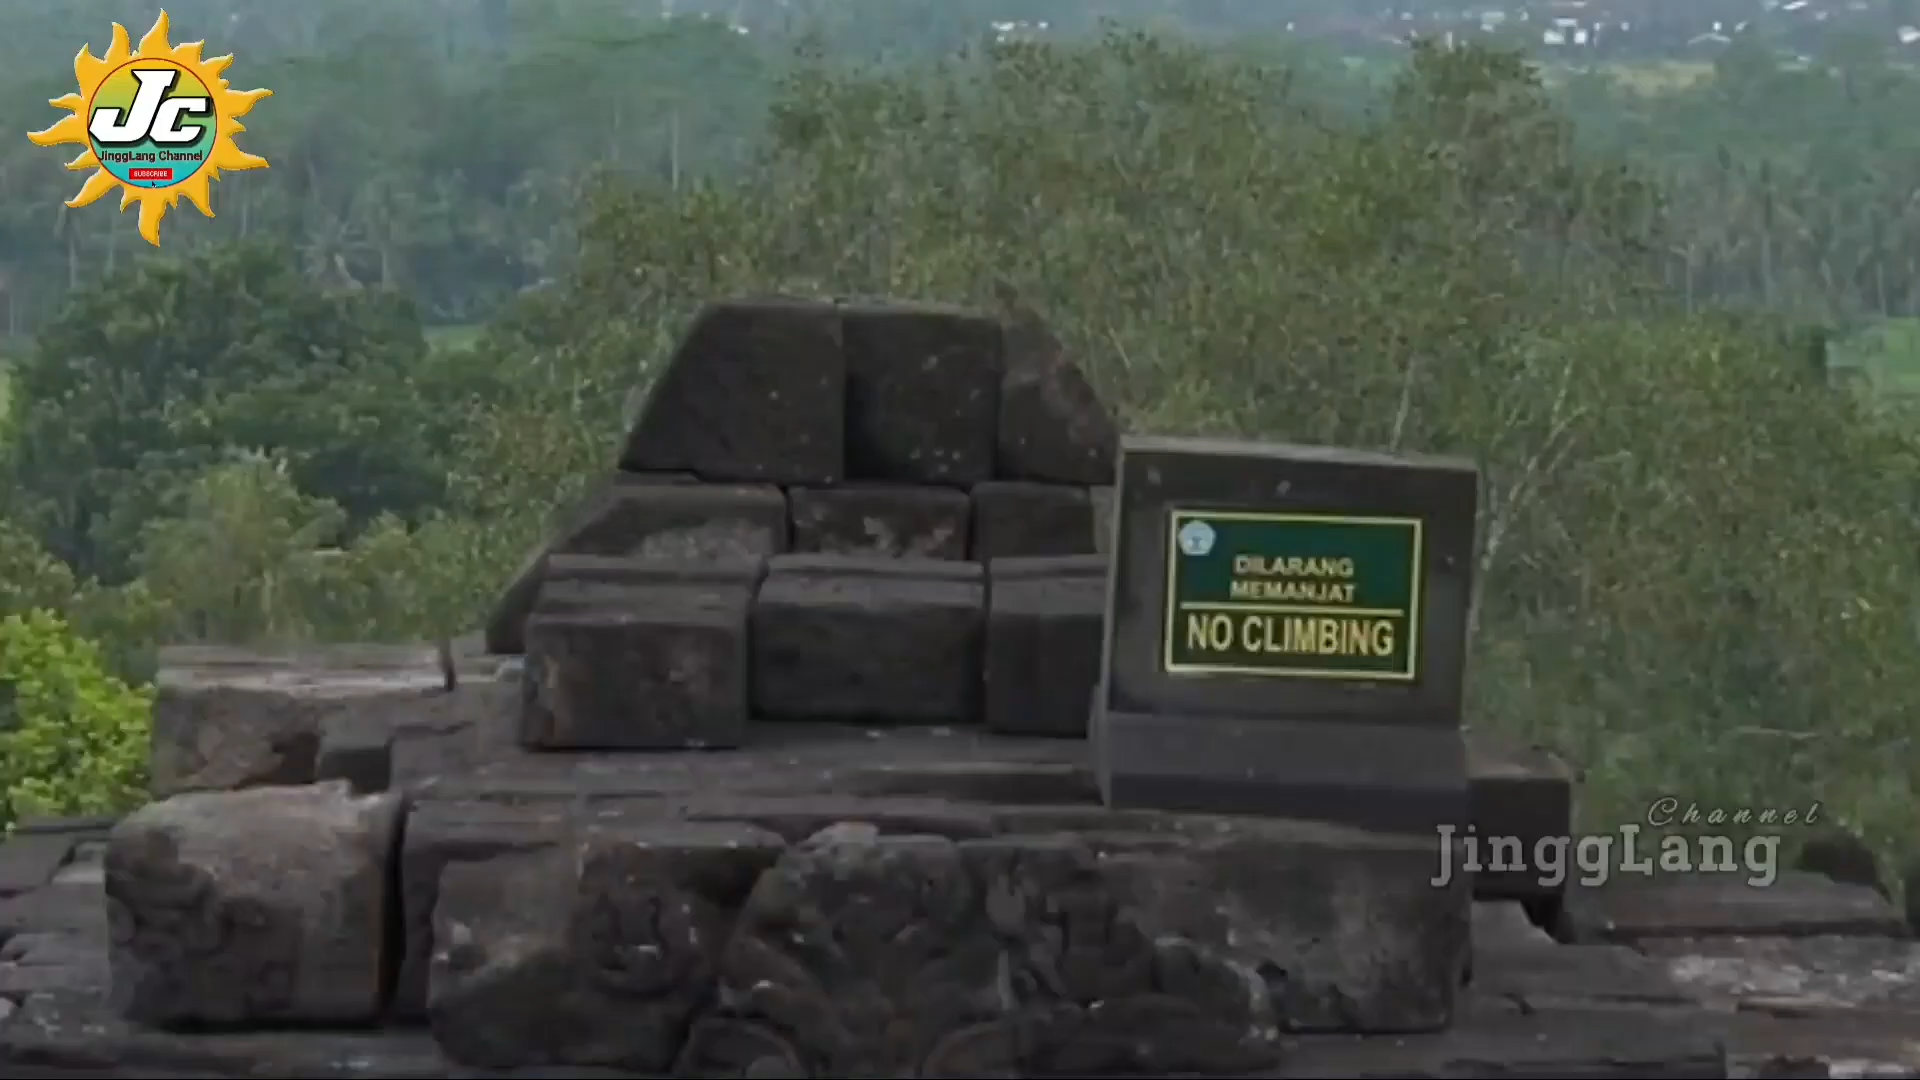 Jc
JinggLang Channel
SUBSCRIBE
DILARANG
MEMANJAT
NO CLIMBING
Channel
JinggLang